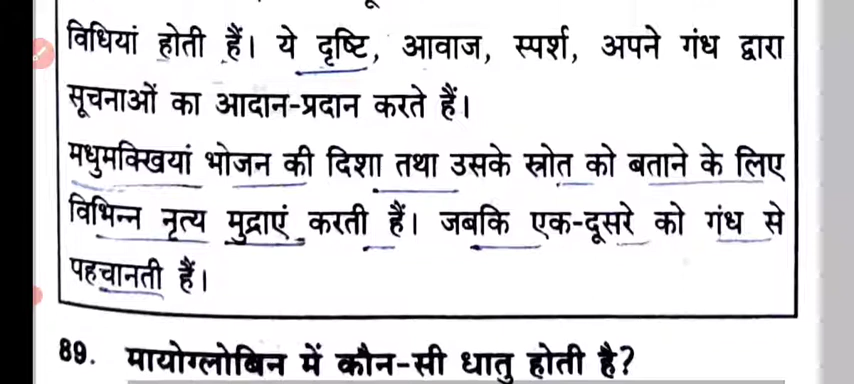 विधियां होती हैं। ये दृष्टि, आवाज, स्पर्श, अपने गंध द्वारा
सूचनाओं का आदान-प्रदान करते हैं।
मधुमक्खियां भोजन की दिशा तथा उसके स्रोत को बताने के लिए
विभिन्न नृत्य मुद्राएं करती हैं। जबकि एक-दूसरे को गंध से
पहचानती हैं।
89. मायोग्लोबिन में कौन-सी धातु होती है?